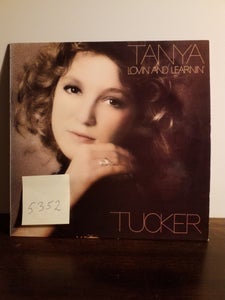 TANYA
LOVIN' AND LEARNIN'
5352
TUCKER